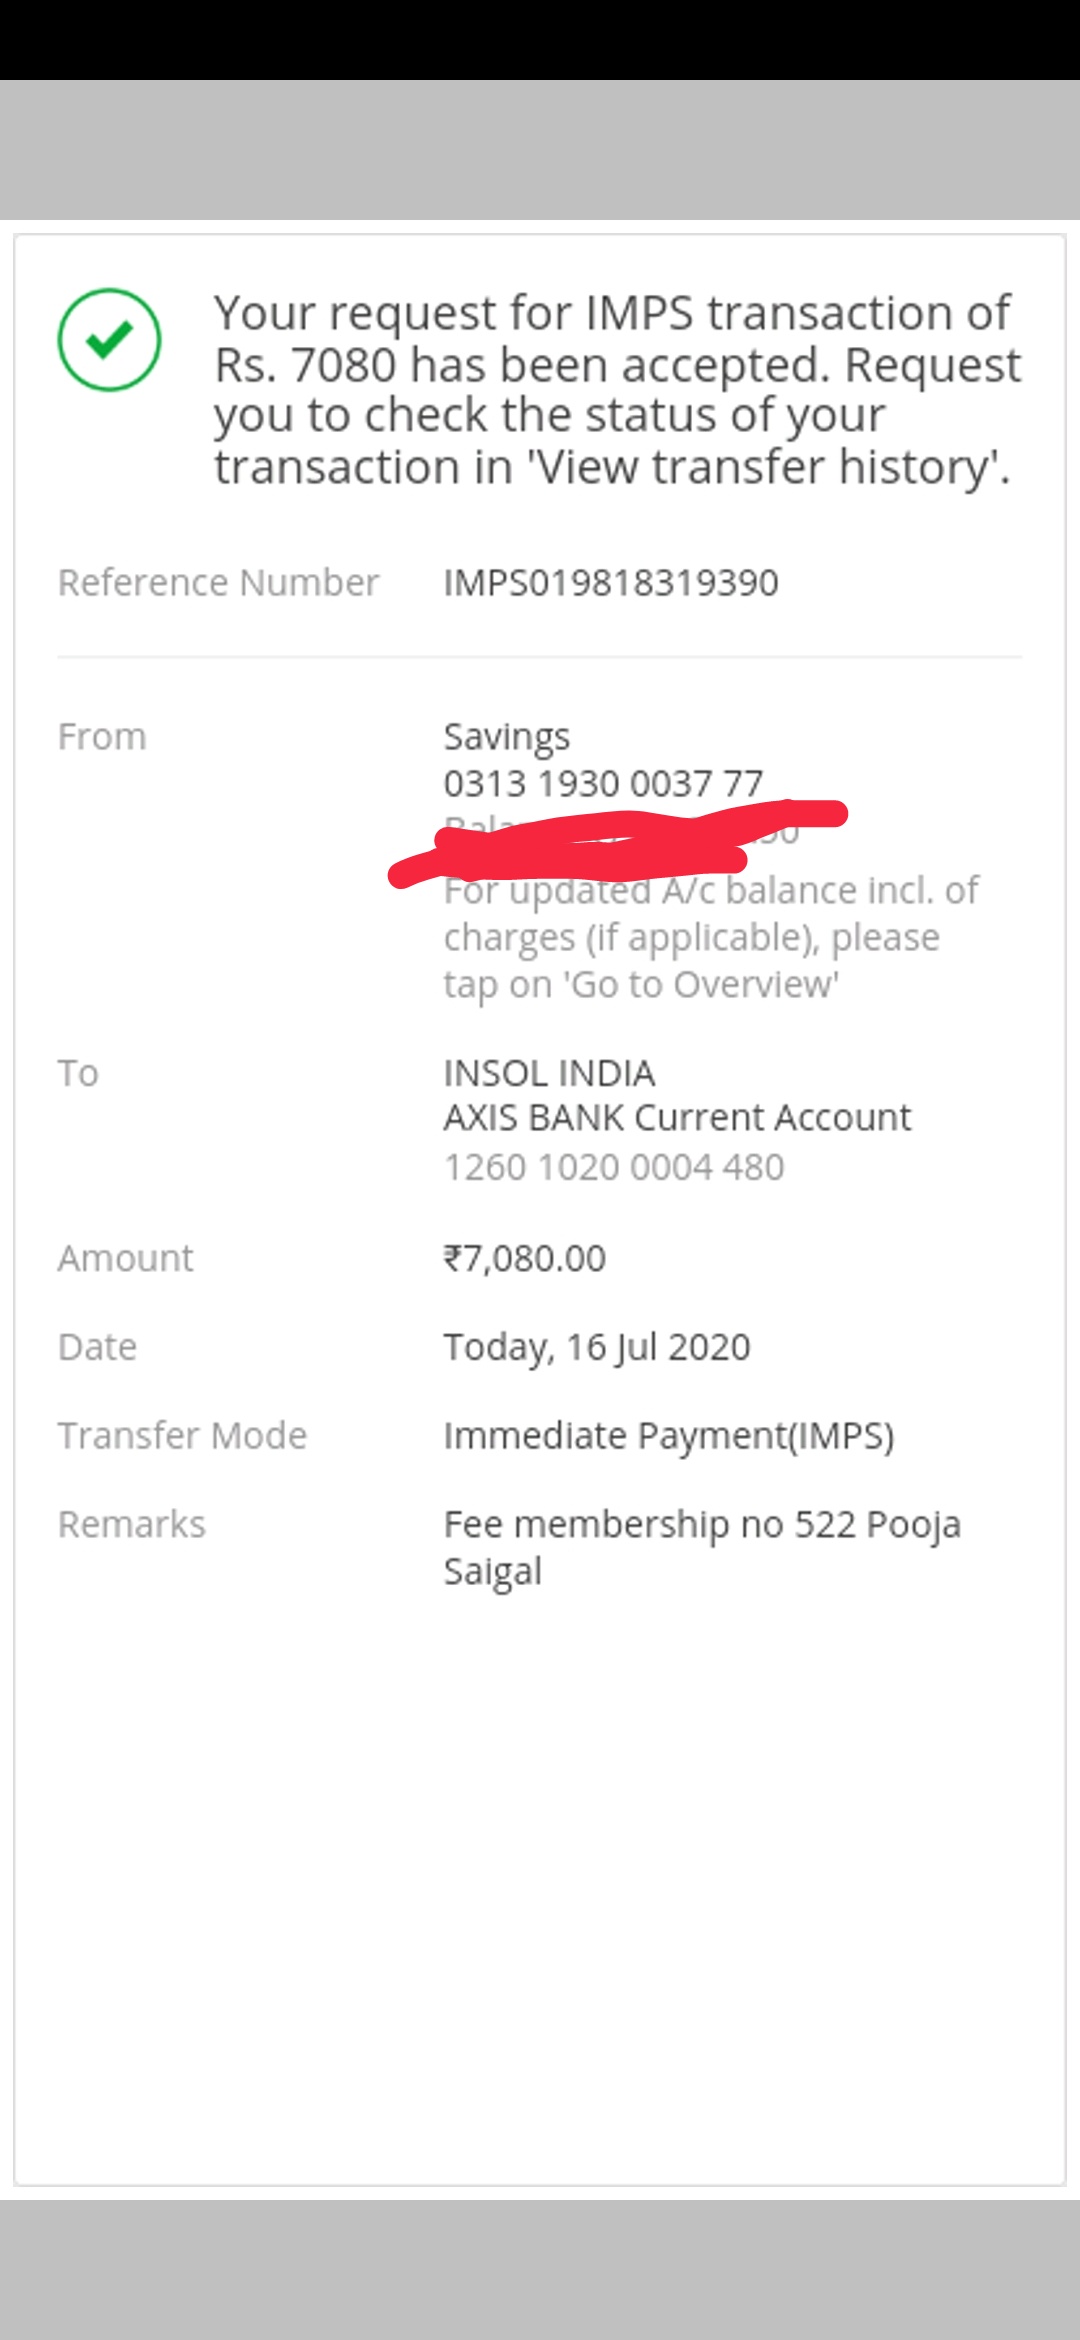 Your request for IMPS transaction of
Rs. 7080 has been accepted. Request
you to check the status of your
transaction in 'View transfer history'.
Reference Number IMPS019818319390
From Savings
0313 1930 0037 77
For updated A/c balance incl. of
charges (if applicable), please
tap on 'Go to Overview'
To INSOL INDIA
AXIS BANK Current Account
1260 1020 0004 480
Amount ₹7,080.00
Date Today, 16 Jul 2020
Transfer Mode Immediate Payment(IMPS)
Remarks Fee membership no 522 Pooja
Saigal